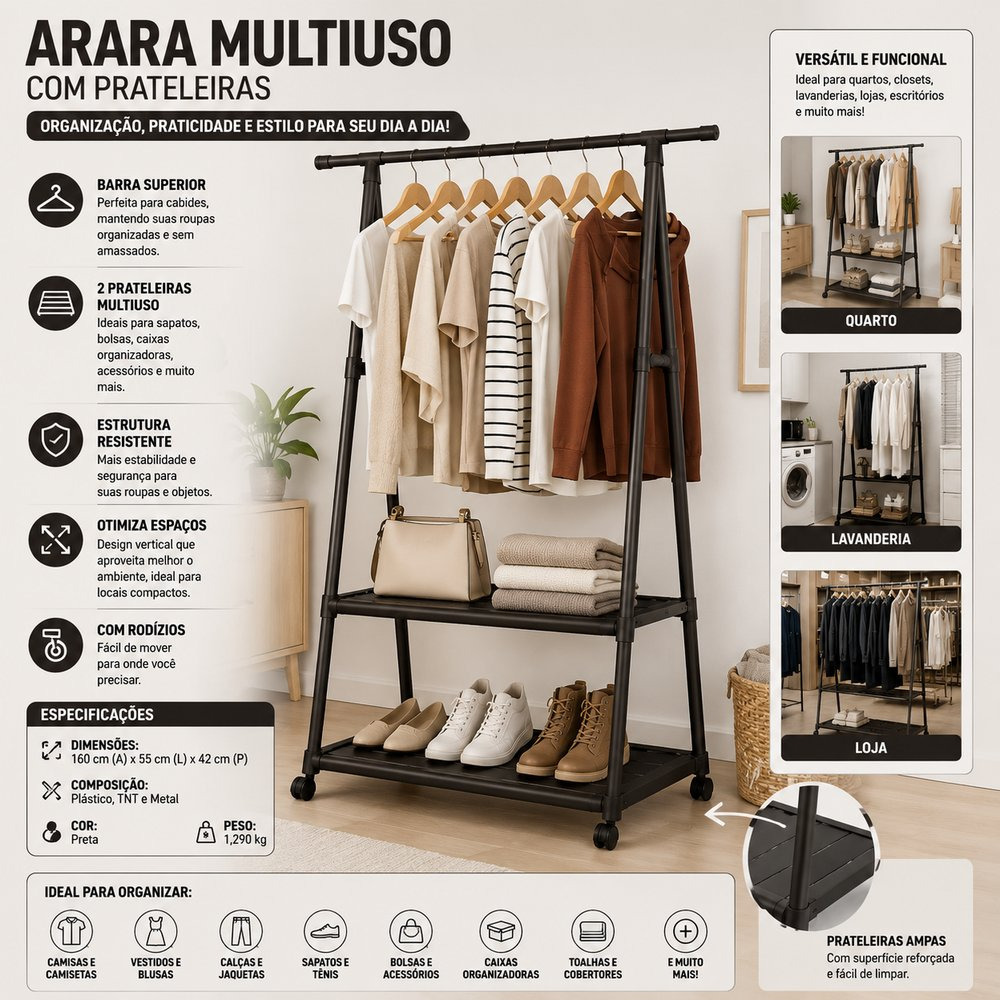 ARARA MULTIUSO
COM PRATELEIRAS
ORGANIZAÇÃO, PRATICIDADE E ESTILO PARA SEU DIA A DIA!
BARRA SUPERIOR
Perfeita para cabides,
mantendo suas roupas
organizadas e sem
amassados.
2 PRATELEIRAS
MULTIUSO
Ideais para sapatos,
bolsas, caixas
organizadoras,
acessórios e muito
mais.
ESTRUTURA
RESISTENTE
Mais estabilidade e
segurança para
suas roupas e objetos.
OTIMIZA ESPAÇOS
Design vertical que
aproveita melhor o
ambiente, ideal para
locais compactos.
COM RODÍZIOS
Fácil de mover
para onde você
precisar.
ESPECIFICAÇÕES
DIMENSÕES:
160 cm (A) x 55 cm (L) x 42 cm (P)
COMPOSIÇÃO:
Plástico, TNT e Metal
COR:
Preta
PESO:
1,290 kg
VERSÁTIL E FUNCIONAL
Ideal para quartos, closets,
lavanderias, lojas, escritórios
e muito mais!
QUARTO
LAVANDERIA
LOJA
PRATELEIRAS AMPAS
Com superfície reforçada
e fácil de limpar.
IDEAL PARA ORGANIZAR:
CAMISAS E
CAMISETAS
VESTIDOS E
BLUSAS
CALÇAS E
JAQUETAS
SAPATOS E
TÊNIS
BOLSAS E
ACESSÓRIOS
CAIXAS
ORGANIZADORAS
TOALHAS E
COBERTORES
E MUITO
MAIS!